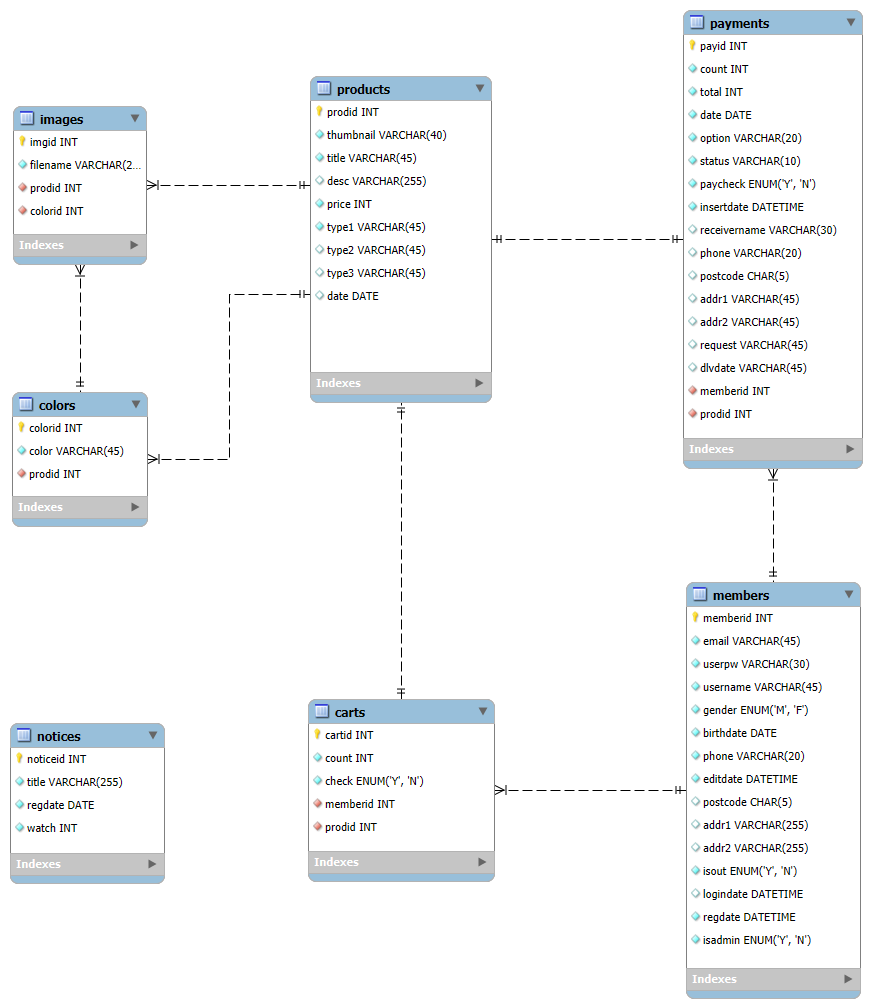 images
imgid INT
filename VARCHAR(2...
prodid INT
colorid INT
Indexes
colors
colorid INT
color VARCHAR(45)
prodid INT
Indexes
notices
noticeid INT
title VARCHAR(255)
regdate DATE
watch INT
Indexes
products
prodid INT
thumbnail VARCHAR(40)
title VARCHAR(45)
desc VARCHAR(255)
price INT
type1 VARCHAR(45)
type2 VARCHAR(45)
type3 VARCHAR(45)
date DATE
Indexes
carts
cartid INT
count INT
check ENUM('Y', 'N')
memberid INT
prodid INT
Indexes
payments
payid INT
count INT
total INT
date DATE
option VARCHAR(20)
status VARCHAR(10)
paycheck ENUM('Y', 'N')
insertdate DATETIME
receivername VARCHAR(30)
phone VARCHAR(20)
postcode CHAR(5)
addr1 VARCHAR(45)
addr2 VARCHAR(45)
request VARCHAR(45)
dlvdate VARCHAR(45)
memberid INT
prodid INT
Indexes
members
memberid INT
email VARCHAR(45)
userpw VARCHAR(30)
username VARCHAR(45)
gender ENUM('M', 'F')
birthdate DATE
phone VARCHAR(20)
editdate DATETIME
postcode CHAR(5)
addr1 VARCHAR(255)
addr2 VARCHAR(255)
isout ENUM('Y', 'N')
logindate DATETIME
regdate DATETIME
isadmin ENUM('Y', 'N')
Indexes